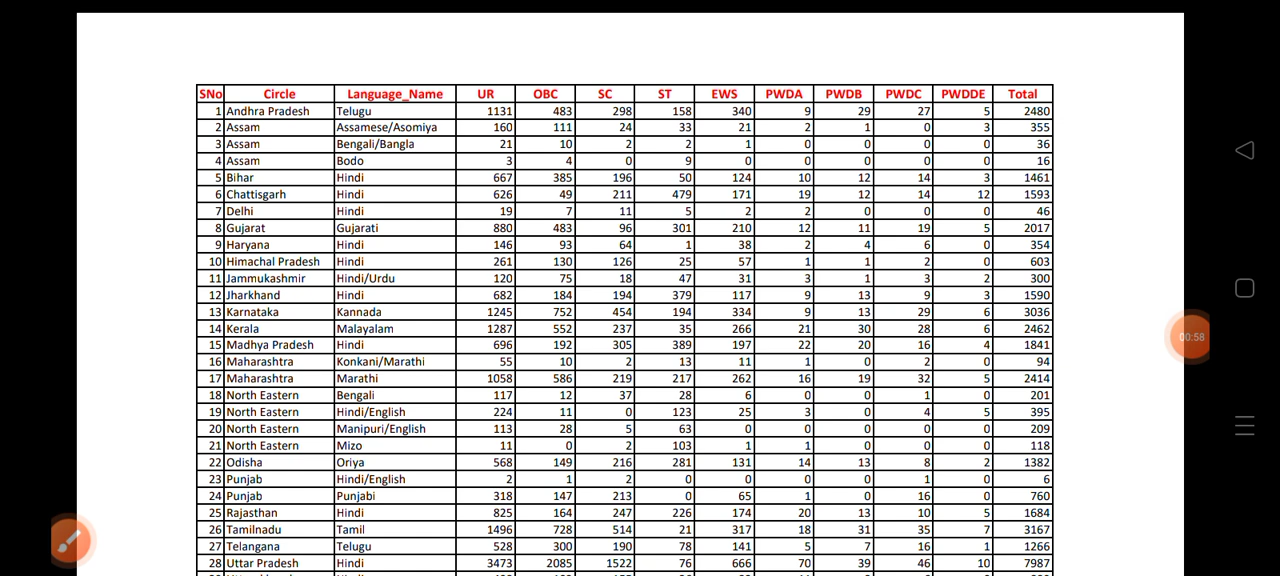 SNo Circle Language_Name UR OBC SC ST EWS PWDA PWDB PWDC PWDDE Total
1 Andhra Pradesh Telugu 1131 483 298 158 340 9 29 27 5 2480
2 Assam Assamese/Asomiya 160 111 24 33 21 2 1 0 3 355
3 Assam Bengali/Bangla 21 10 2 2 1 0 0 0 0 36
4 Assam Bodo 3 4 0 9 0 0 0 0 0 16
5 Bihar Hindi 667 385 196 50 124 10 12 14 3 1461
6 Chattisgarh Hindi 626 49 211 479 171 19 12 14 12 1593
7 Delhi Hindi 19 7 11 5 2 2 0 0 0 46
8 Gujarat Gujarati 880 483 96 301 210 12 11 19 5 2017
9 Haryana Hindi 146 93 64 1 38 2 4 6 0 354
10 Himachal Pradesh Hindi 261 130 126 25 57 1 1 2 0 603
11 Jammukashmir Hindi/Urdu 120 75 18 47 31 3 1 3 2 300
12 Jharkhand Hindi 682 184 194 379 117 9 13 9 3 1590
13 Karnataka Kannada 1245 752 454 194 334 9 13 29 6 3036
14 Kerala Malayalam 1287 552 237 35 266 21 30 28 6 2462
15 Madhya Pradesh Hindi 696 192 305 389 197 22 20 16 4 1841
16 Maharashtra Konkani/Marathi 55 10 2 13 11 1 0 2 0 94
17 Maharashtra Marathi 1058 586 219 217 262 16 19 32 5 2414
18 North Eastern Bengali 117 12 37 28 6 0 0 1 0 201
19 North Eastern Hindi/English 224 11 0 123 25 3 0 4 5 395
20 North Eastern Manipuri/English 113 28 5 63 0 0 0 0 0 209
21 North Eastern Mizo 11 0 2 103 1 1 0 0 0 118
22 Odisha Oriya 568 149 216 281 131 14 13 8 2 1382
23 Punjab Hindi/English 2 1 2 0 0 0 0 1 0 6
24 Punjab Punjabi 318 147 213 0 65 1 0 16 0 760
25 Rajasthan Hindi 825 164 247 226 174 20 13 10 5 1684
26 Tamilnadu Tamil 1496 728 514 21 317 18 31 35 7 3167
27 Telangana Telugu 528 300 190 78 141 5 7 16 1 1266
28 Uttar Pradesh Hindi 3473 2085 1522 76 666 70 39 46 10 7987
00:58